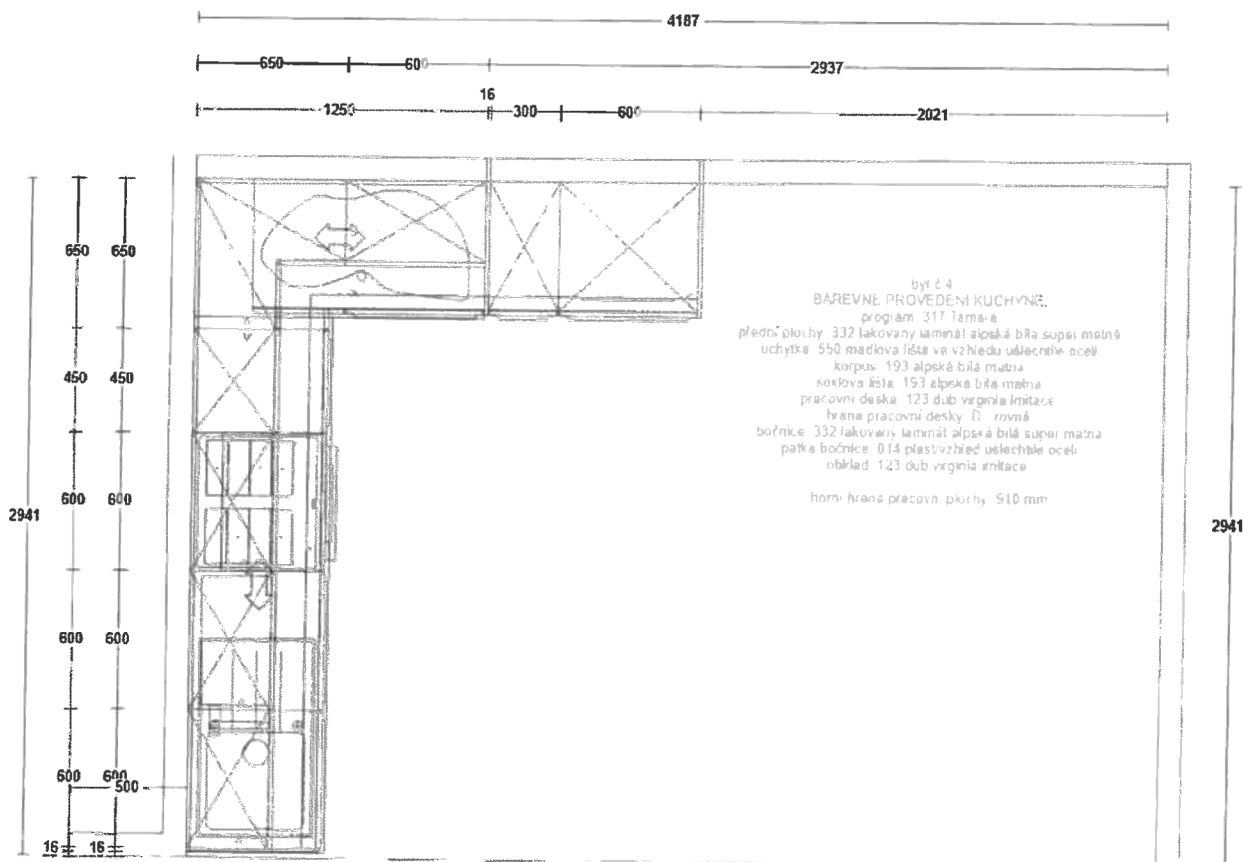 4187
650 600 2937
16
1250 300 600 2021
650 650
450 450
600 600
2941 2941
600 600
600 600
500
16 16
byt č 4
BAREVNÉ PROVEDENÍ KUCHYNĚ
program 317 Tamara
přední plochy 332 lakovaný laminát alpská bílá super matná
úchytka 550 madlová lišta ve vzhledu ušlechtilé oceli
korpus 193 alpská bílá matná
soklová lišta 193 alpská bílá matná
pracovní deska 123 dub virginia imitace
hrana pracovní desky D rovná
bočnice 332 lakovaný laminát alpská bílá super matná
patka bočnice 014 plast/vzhled ušlechtilé oceli
obklad 123 dub virginia imitace
horní hrana pracovní plochy 910 mm